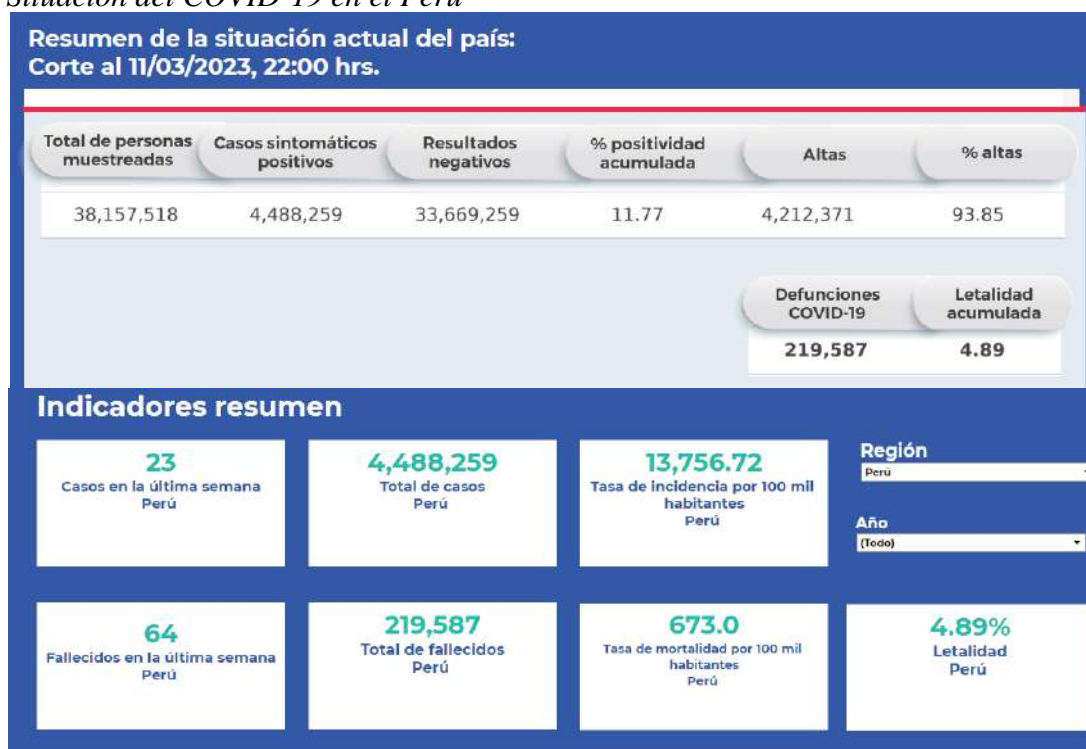 Situación del COVID-19 en el Perú
Resumen de la situación actual del país:
Corte al 11/03/2023, 22:00 hrs.
Total de personas muestreadas
Casos sintomáticos positivos
Resultados negativos
% positividad acumulada
Altas
% altas
38,157,518 4,488,259 33,669,259 11.77 4,212,371 93.85
Defunciones COVID-19
Letalidad acumulada
219,587 4.89
Indicadores resumen
23
Casos en la última semana
Perú
4,488,259
Total de casos
Perú
13,756.72
Tasa de incidencia por 100 mil
habitantes
Perú
Región
Perú
Año
(Todo)
64
Fallecidos en la última semana
Perú
219,587
Total de fallecidos
Perú
673.0
Tasa de mortalidad por 100 mil
habitantes
Perú
4.89%
Letalidad
Perú